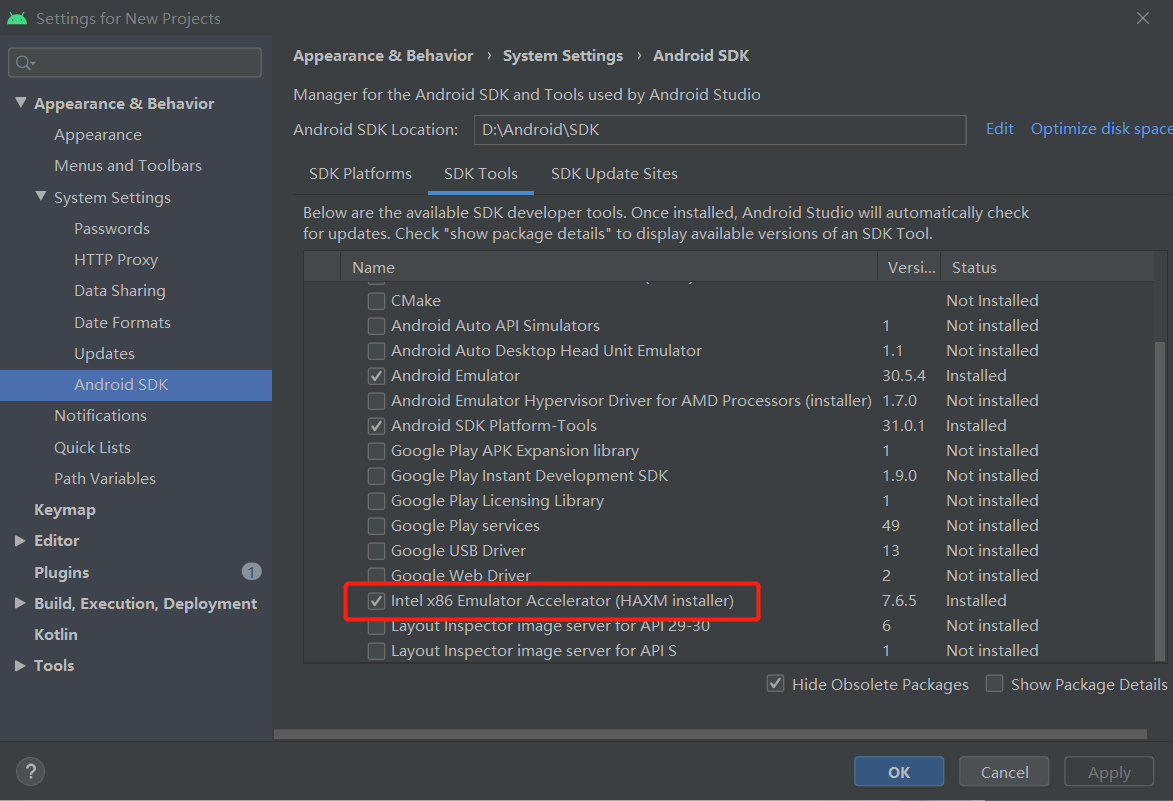 Settings for New Projects
Appearance & Behavior
Appearance
Menus and Toolbars
System Settings
Passwords
HTTP Proxy
Data Sharing
Date Formats
Updates
Android SDK
Notifications
Quick Lists
Path Variables
Keymap
Editor
Plugins 1
Build, Execution, Deployment
Kotlin
Tools
Appearance & Behavior › System Settings › Android SDK
Manager for the Android SDK and Tools used by Android Studio
Android SDK Location: D:\Android\SDK Edit Optimize disk space
SDK Platforms SDK Tools SDK Update Sites
Below are the available SDK developer tools. Once installed, Android Studio will automatically check
for updates. Check "show package details" to display available versions of an SDK Tool.
Name Versi... Status
CMake Not Installed
Android Auto API Simulators 1 Not installed
Android Auto Desktop Head Unit Emulator 1.1 Not installed
Android Emulator 30.5.4 Installed
Android Emulator Hypervisor Driver for AMD Processors (installer) 1.7.0 Not installed
Android SDK Platform-Tools 31.0.1 Installed
Google Play APK Expansion library 1 Not installed
Google Play Instant Development SDK 1.9.0 Not installed
Google Play Licensing Library 1 Not installed
Google Play services 49 Not installed
Google USB Driver 13 Not installed
Google Web Driver 2 Not installed
Intel x86 Emulator Accelerator (HAXM installer) 7.6.5 Installed
Layout Inspector image server for API 29-30 6 Not installed
Layout Inspector image server for API S 1 Not installed
Hide Obsolete Packages Show Package Details
? OK Cancel Apply